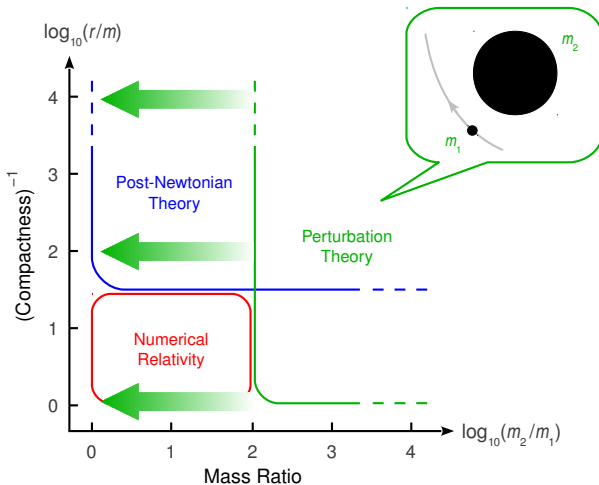 log₁₀(r/m)
m₂
m₁
4
3
2
1
0
(Compactness)⁻¹
Post-Newtonian
Theory
Perturbation
Theory
Numerical
Relativity
0
1
2
3
4
log₁₀(m₂/m₁)
Mass Ratio